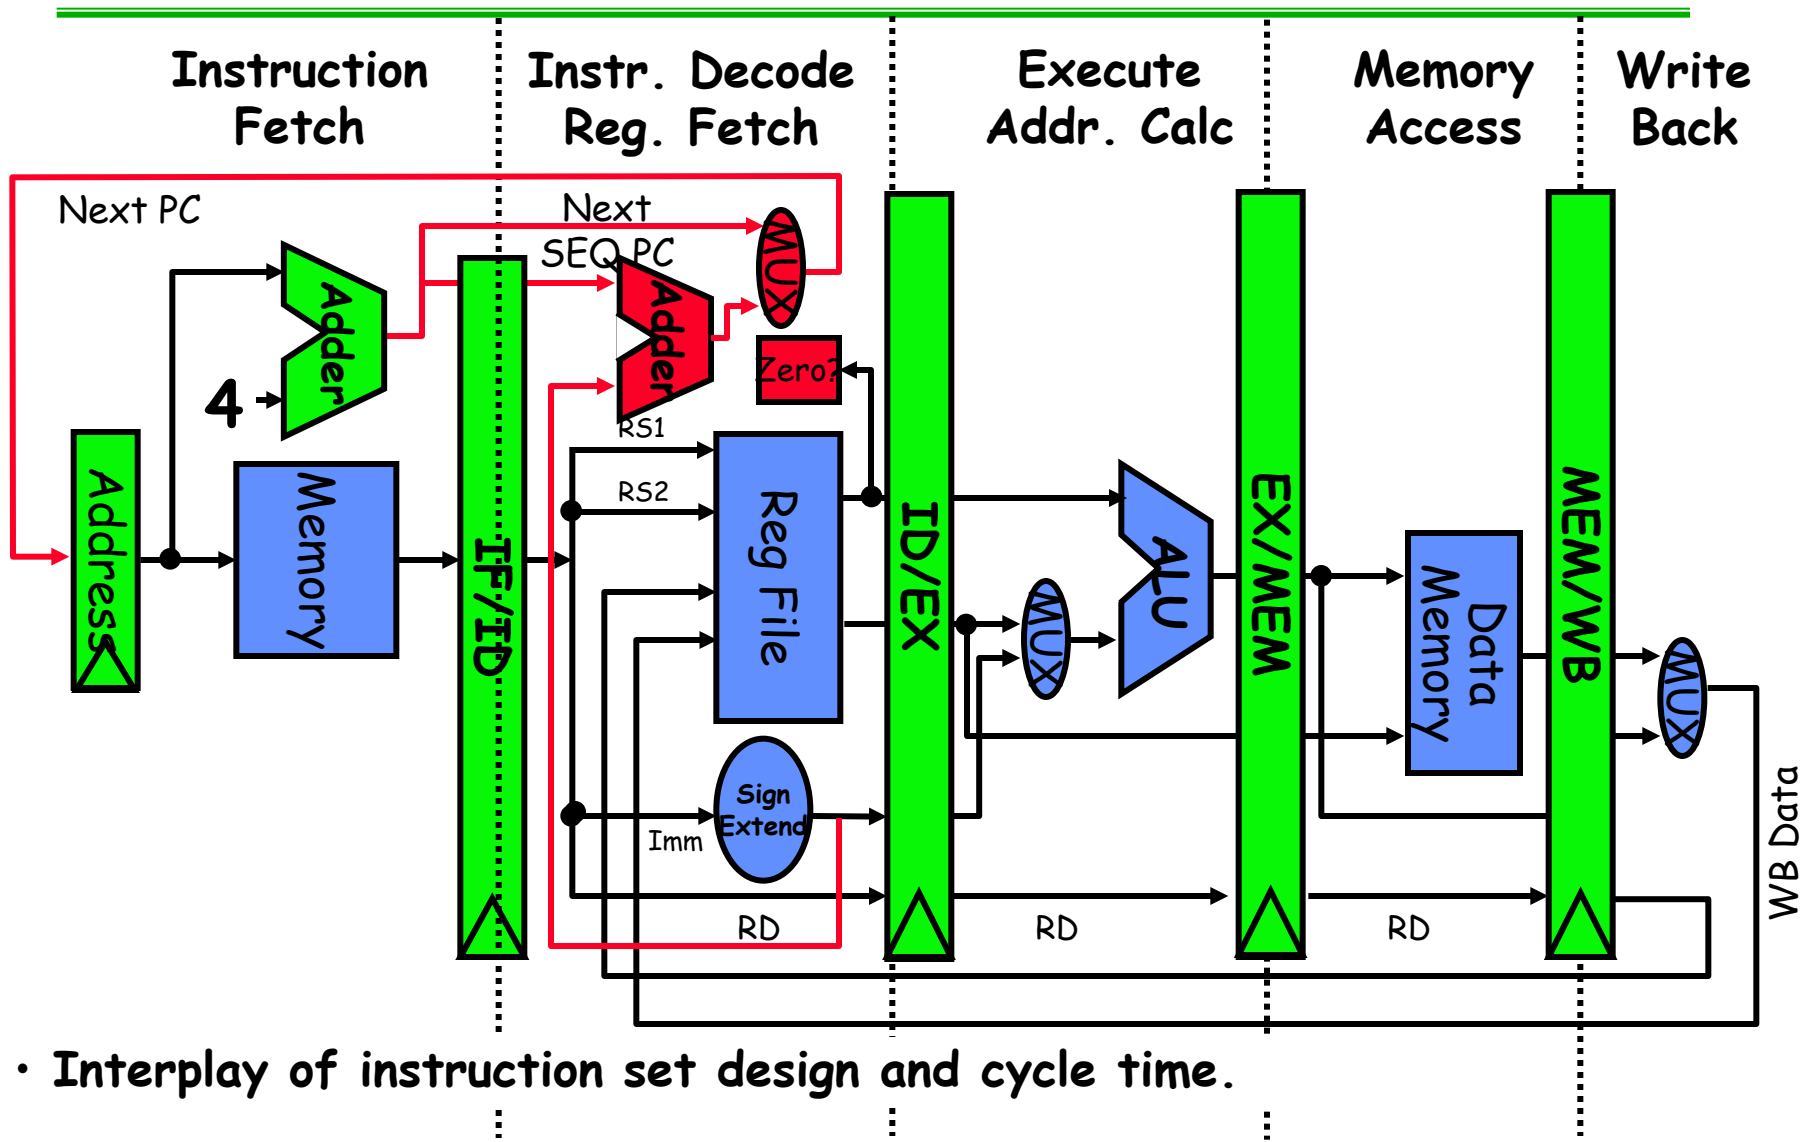 Instruction
Fetch
Instr. Decode
Reg. Fetch
Execute
Addr. Calc
Memory
Access
Write
Back
Next PC
Next
SEQ PC
MUX
Adder
Adder
Zero?
4
RS1
Address
Memory
IF/ID
RS2
Reg File
ID/EX
MUX
ALU
EX/MEM
Data
Memory
MEM/WB
MUX
Sign
Extend
Imm
WB Data
RD
RD
RD
• Interplay of instruction set design and cycle time.